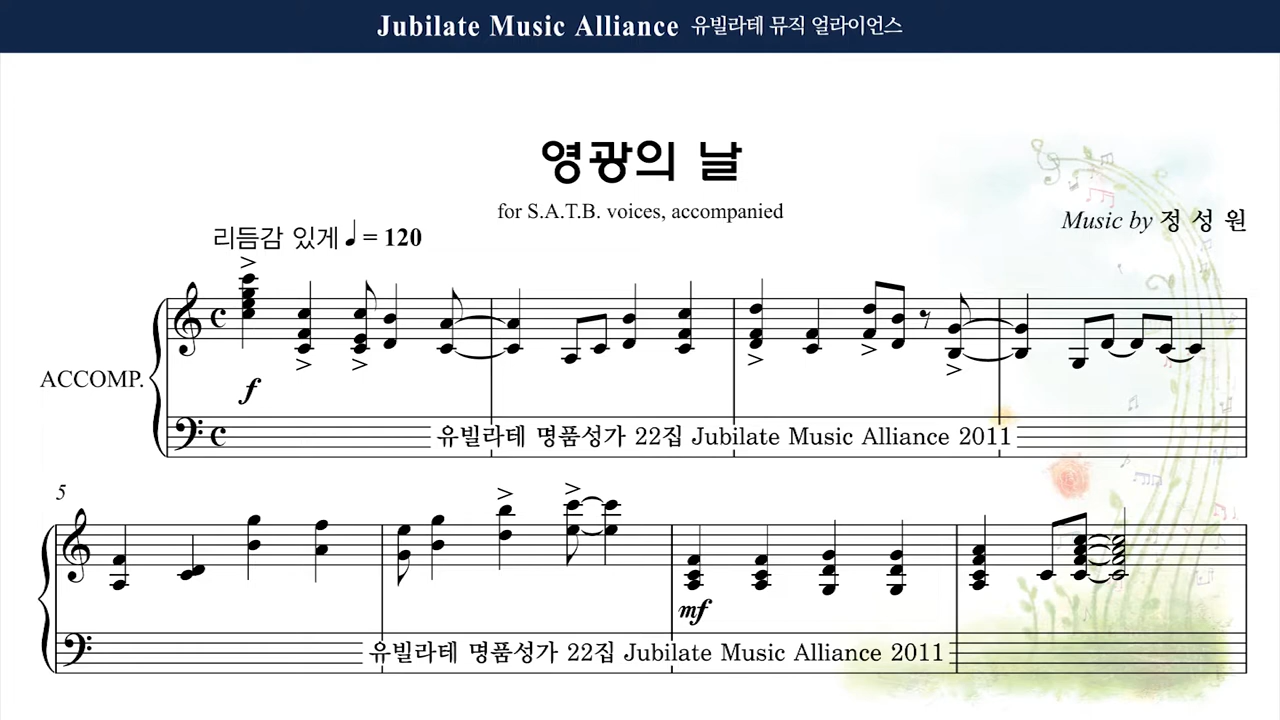 Jubilate Music Alliance 유빌라테 뮤직 얼라이언스
영광의 날
for S.A.T.B. voices, accompanied
Music by 정 성 원
리듬감 있게 ♩ = 120
ACCOMP.
f
유빌라테 명품성가 22집 Jubilate Music Alliance 2011
5
mf
유빌라테 명품성가 22집 Jubilate Music Alliance 2011